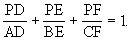 PD/AD + PE/BE + PF/CF = 1